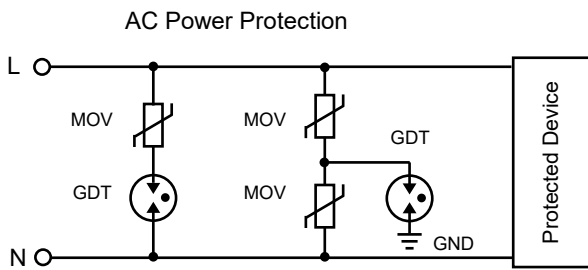 AC Power Protection
L
MOV
MOV
GDT
GDT
MOV
N
GND
Protected Device